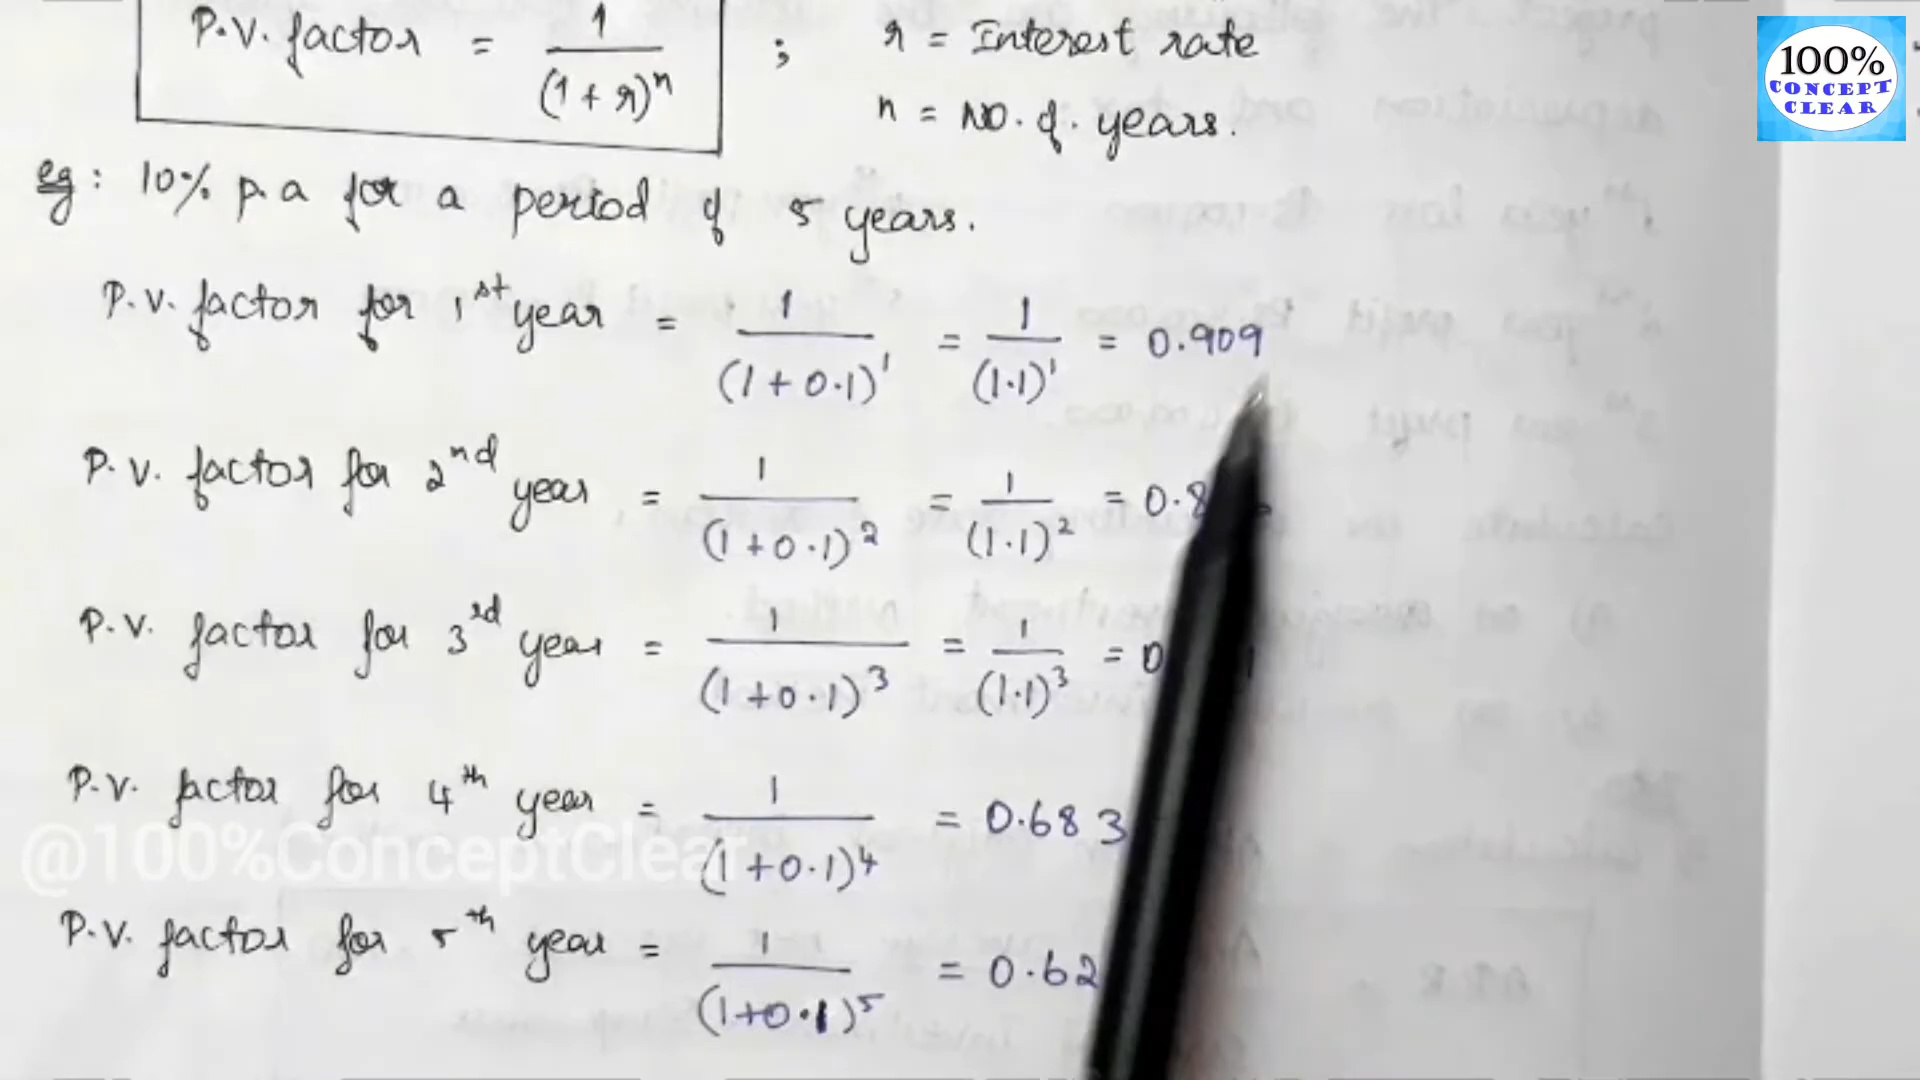 P.V. factor = 1 / (1 + r)^n ; r = Interest rate
n = NO. of. years.
100%
CONCEPT
CLEAR
eg : 10% p.a for a period of 5 years.
P.V. factor for 1st year = 1 / (1 + 0.1)^1 = 1 / (1.1)^1 = 0.909
P.V. factor for 2nd year = 1 / (1 + 0.1)^2 = 1 / (1.1)^2 = 0.8
P.V. factor for 3rd year = 1 / (1 + 0.1)^3 = 1 / (1.1)^3 = 0
P.V. factor for 4th year = 1 / (1 + 0.1)^4 = 0.683
@100%ConceptClear
P.V. factor for 5th year = 1 / (1+0.1)^5 = 0.62